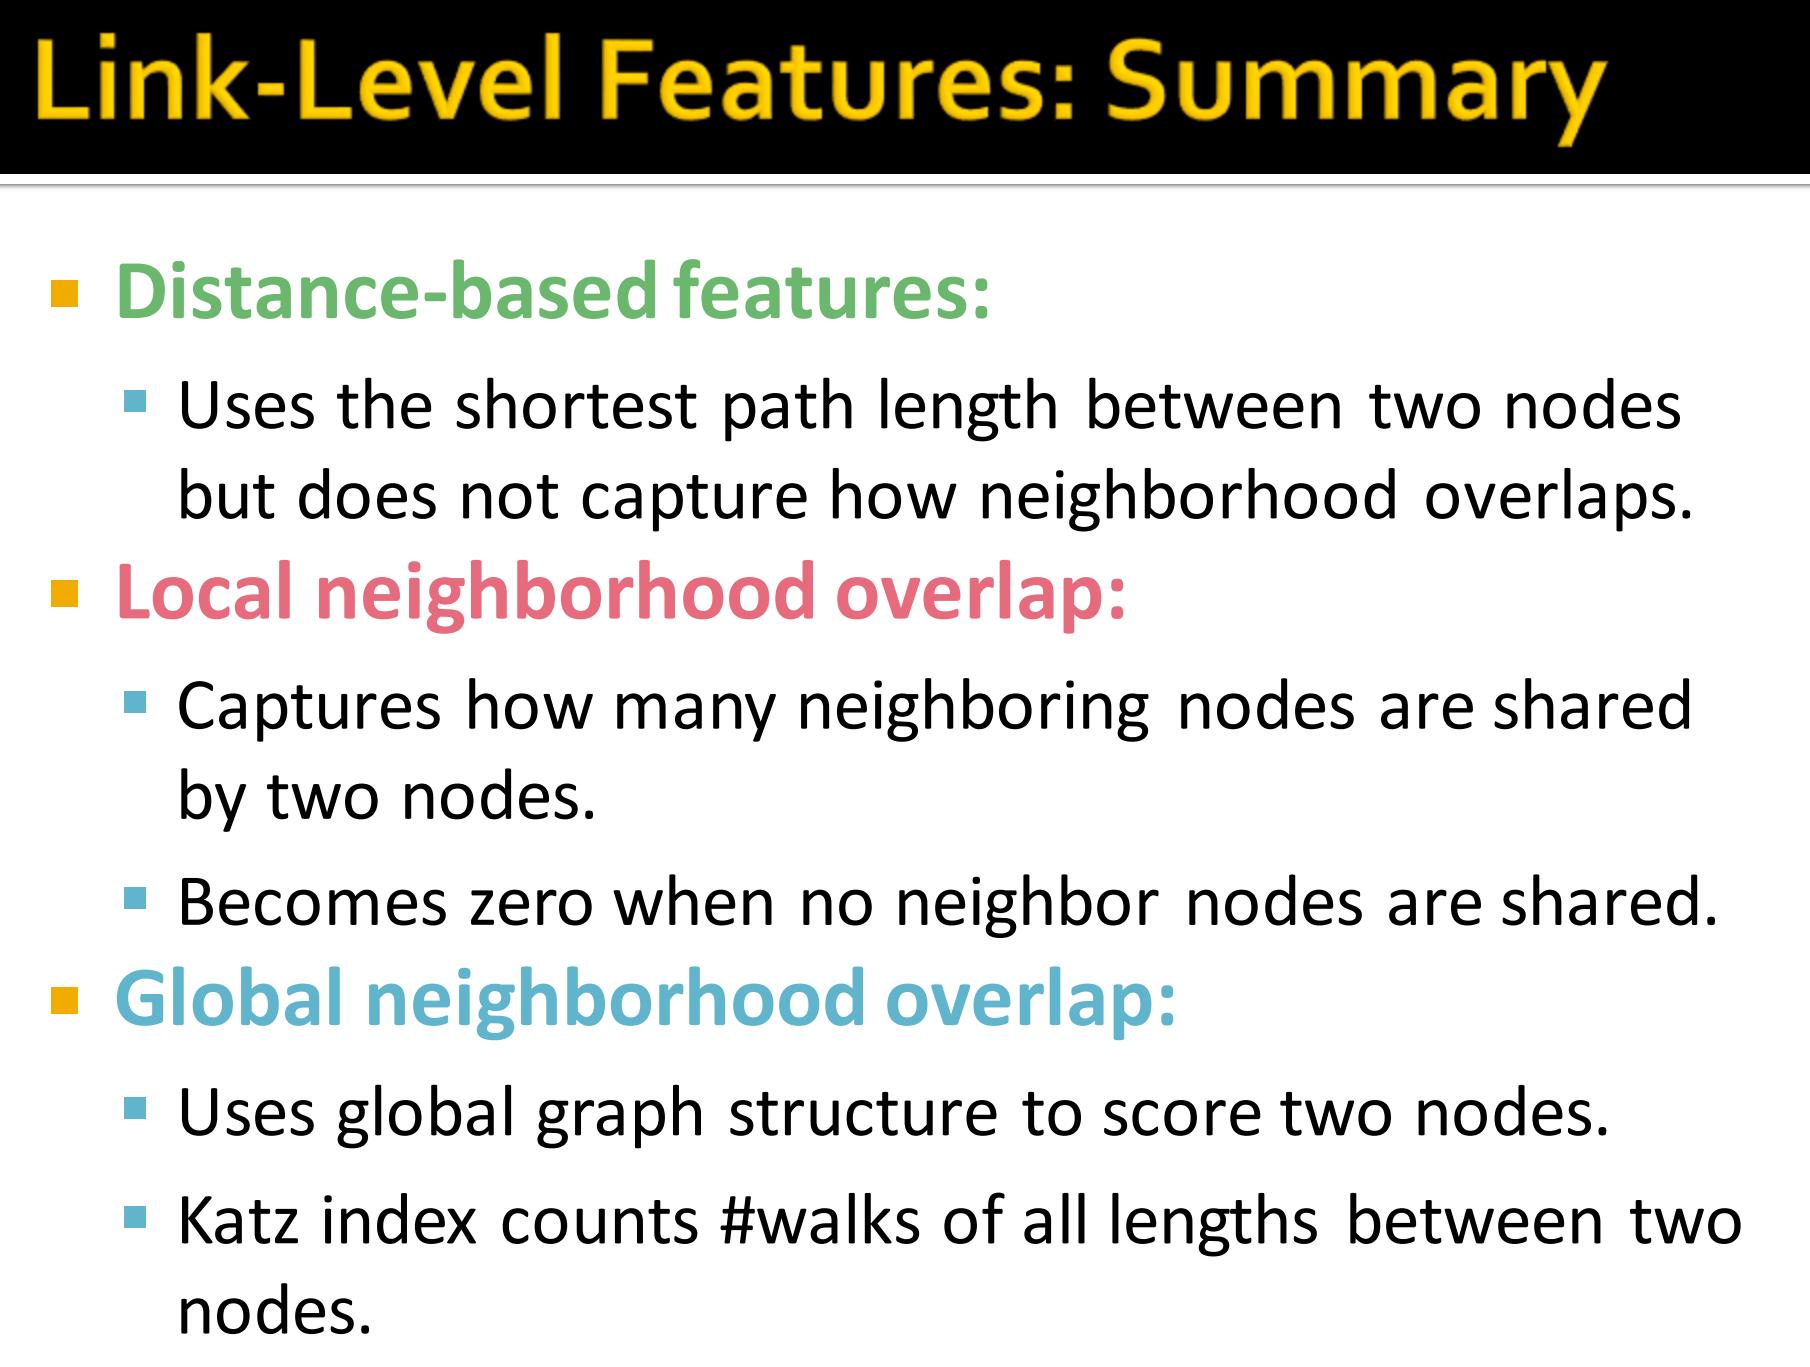 Link-Level Features: Summary
Distance-based features:
Uses the shortest path length between two nodes
but does not capture how neighborhood overlaps.
Local neighborhood overlap:
Captures how many neighboring nodes are shared
by two nodes.
Becomes zero when no neighbor nodes are shared.
Global neighborhood overlap:
Uses global graph structure to score two nodes.
Katz index counts #walks of all lengths between two
nodes.